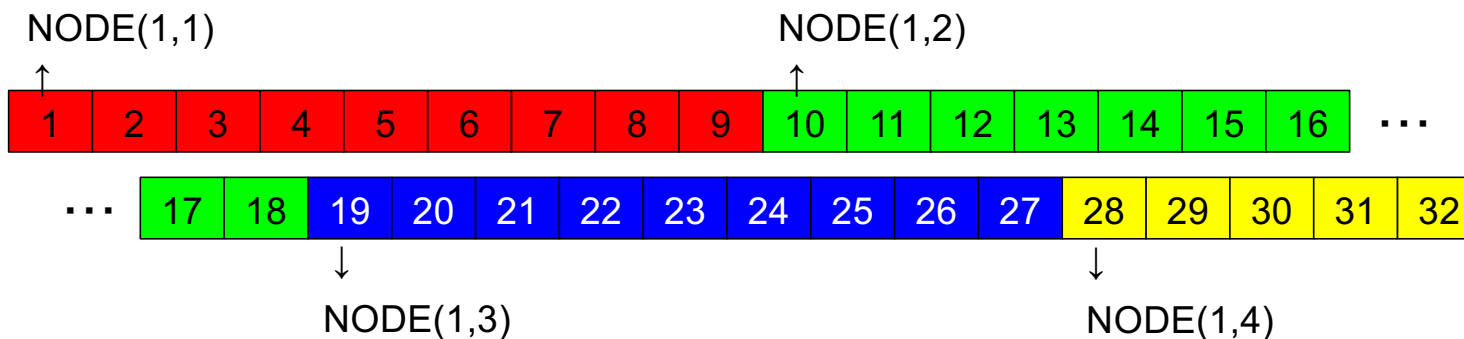 NODE(1,1) NODE(1,2)
↑ ↑
1 2 3 4 5 6 7 8 9 10 11 12 13 14 15 16 ...
... 17 18 19 20 21 22 23 24 25 26 27 28 29 30 31 32
↓ ↓
NODE(1,3) NODE(1,4)